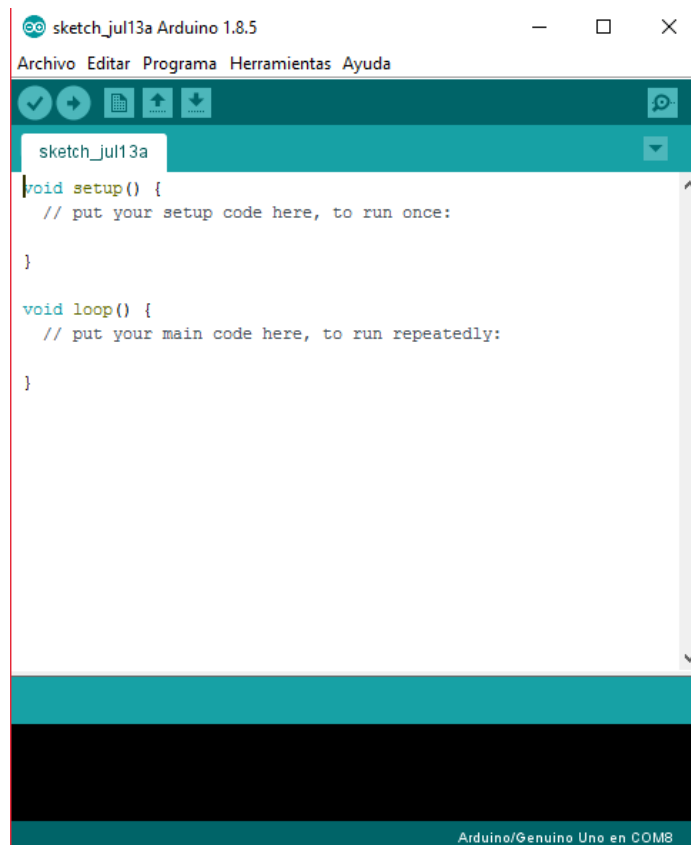 sketch_jul13a Arduino 1.8.5
Archivo Editar Programa Herramientas Ayuda
sketch_jul13a
void setup() {
  // put your setup code here, to run once:
}
void loop() {
  // put your main code here, to run repeatedly:
}
Arduino/Genuino Uno en COM8